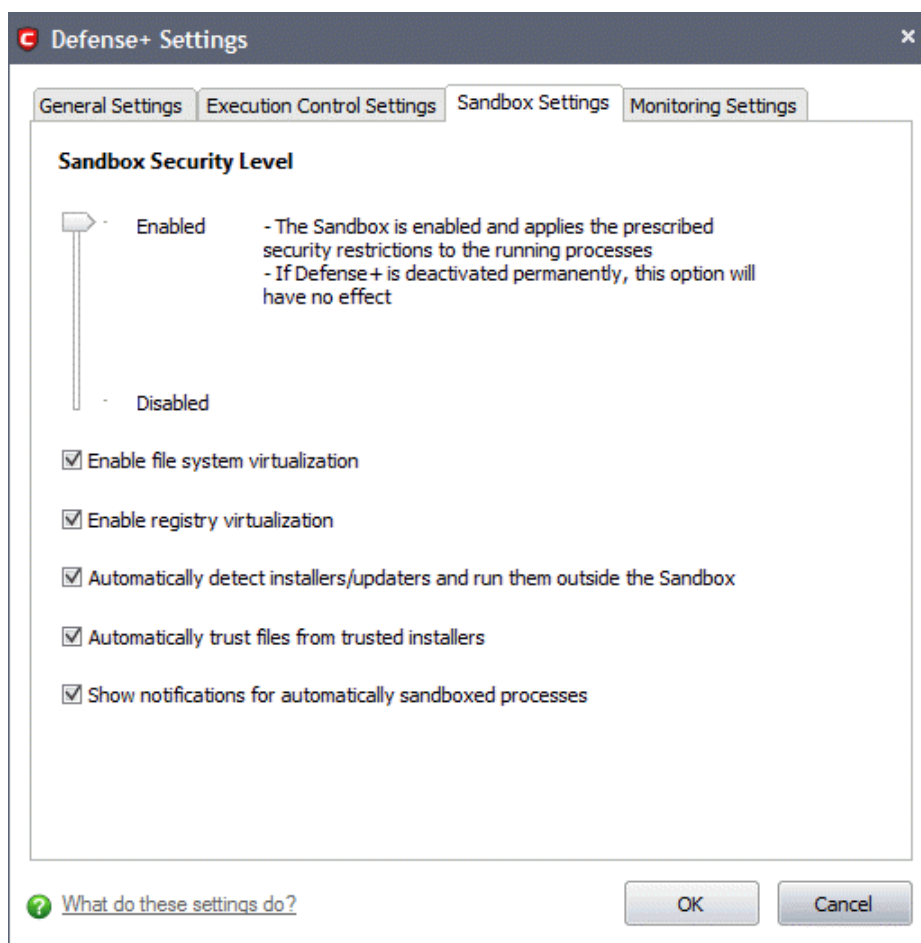 Defense+ Settings
General Settings
Execution Control Settings
Sandbox Settings
Monitoring Settings
Sandbox Security Level
Enabled
- The Sandbox is enabled and applies the prescribed
security restrictions to the running processes
- If Defense+ is deactivated permanently, this option will
have no effect
Disabled
Enable file system virtualization
Enable registry virtualization
Automatically detect installers/updaters and run them outside the Sandbox
Automatically trust files from trusted installers
Show notifications for automatically sandboxed processes
What do these settings do?
OK
Cancel